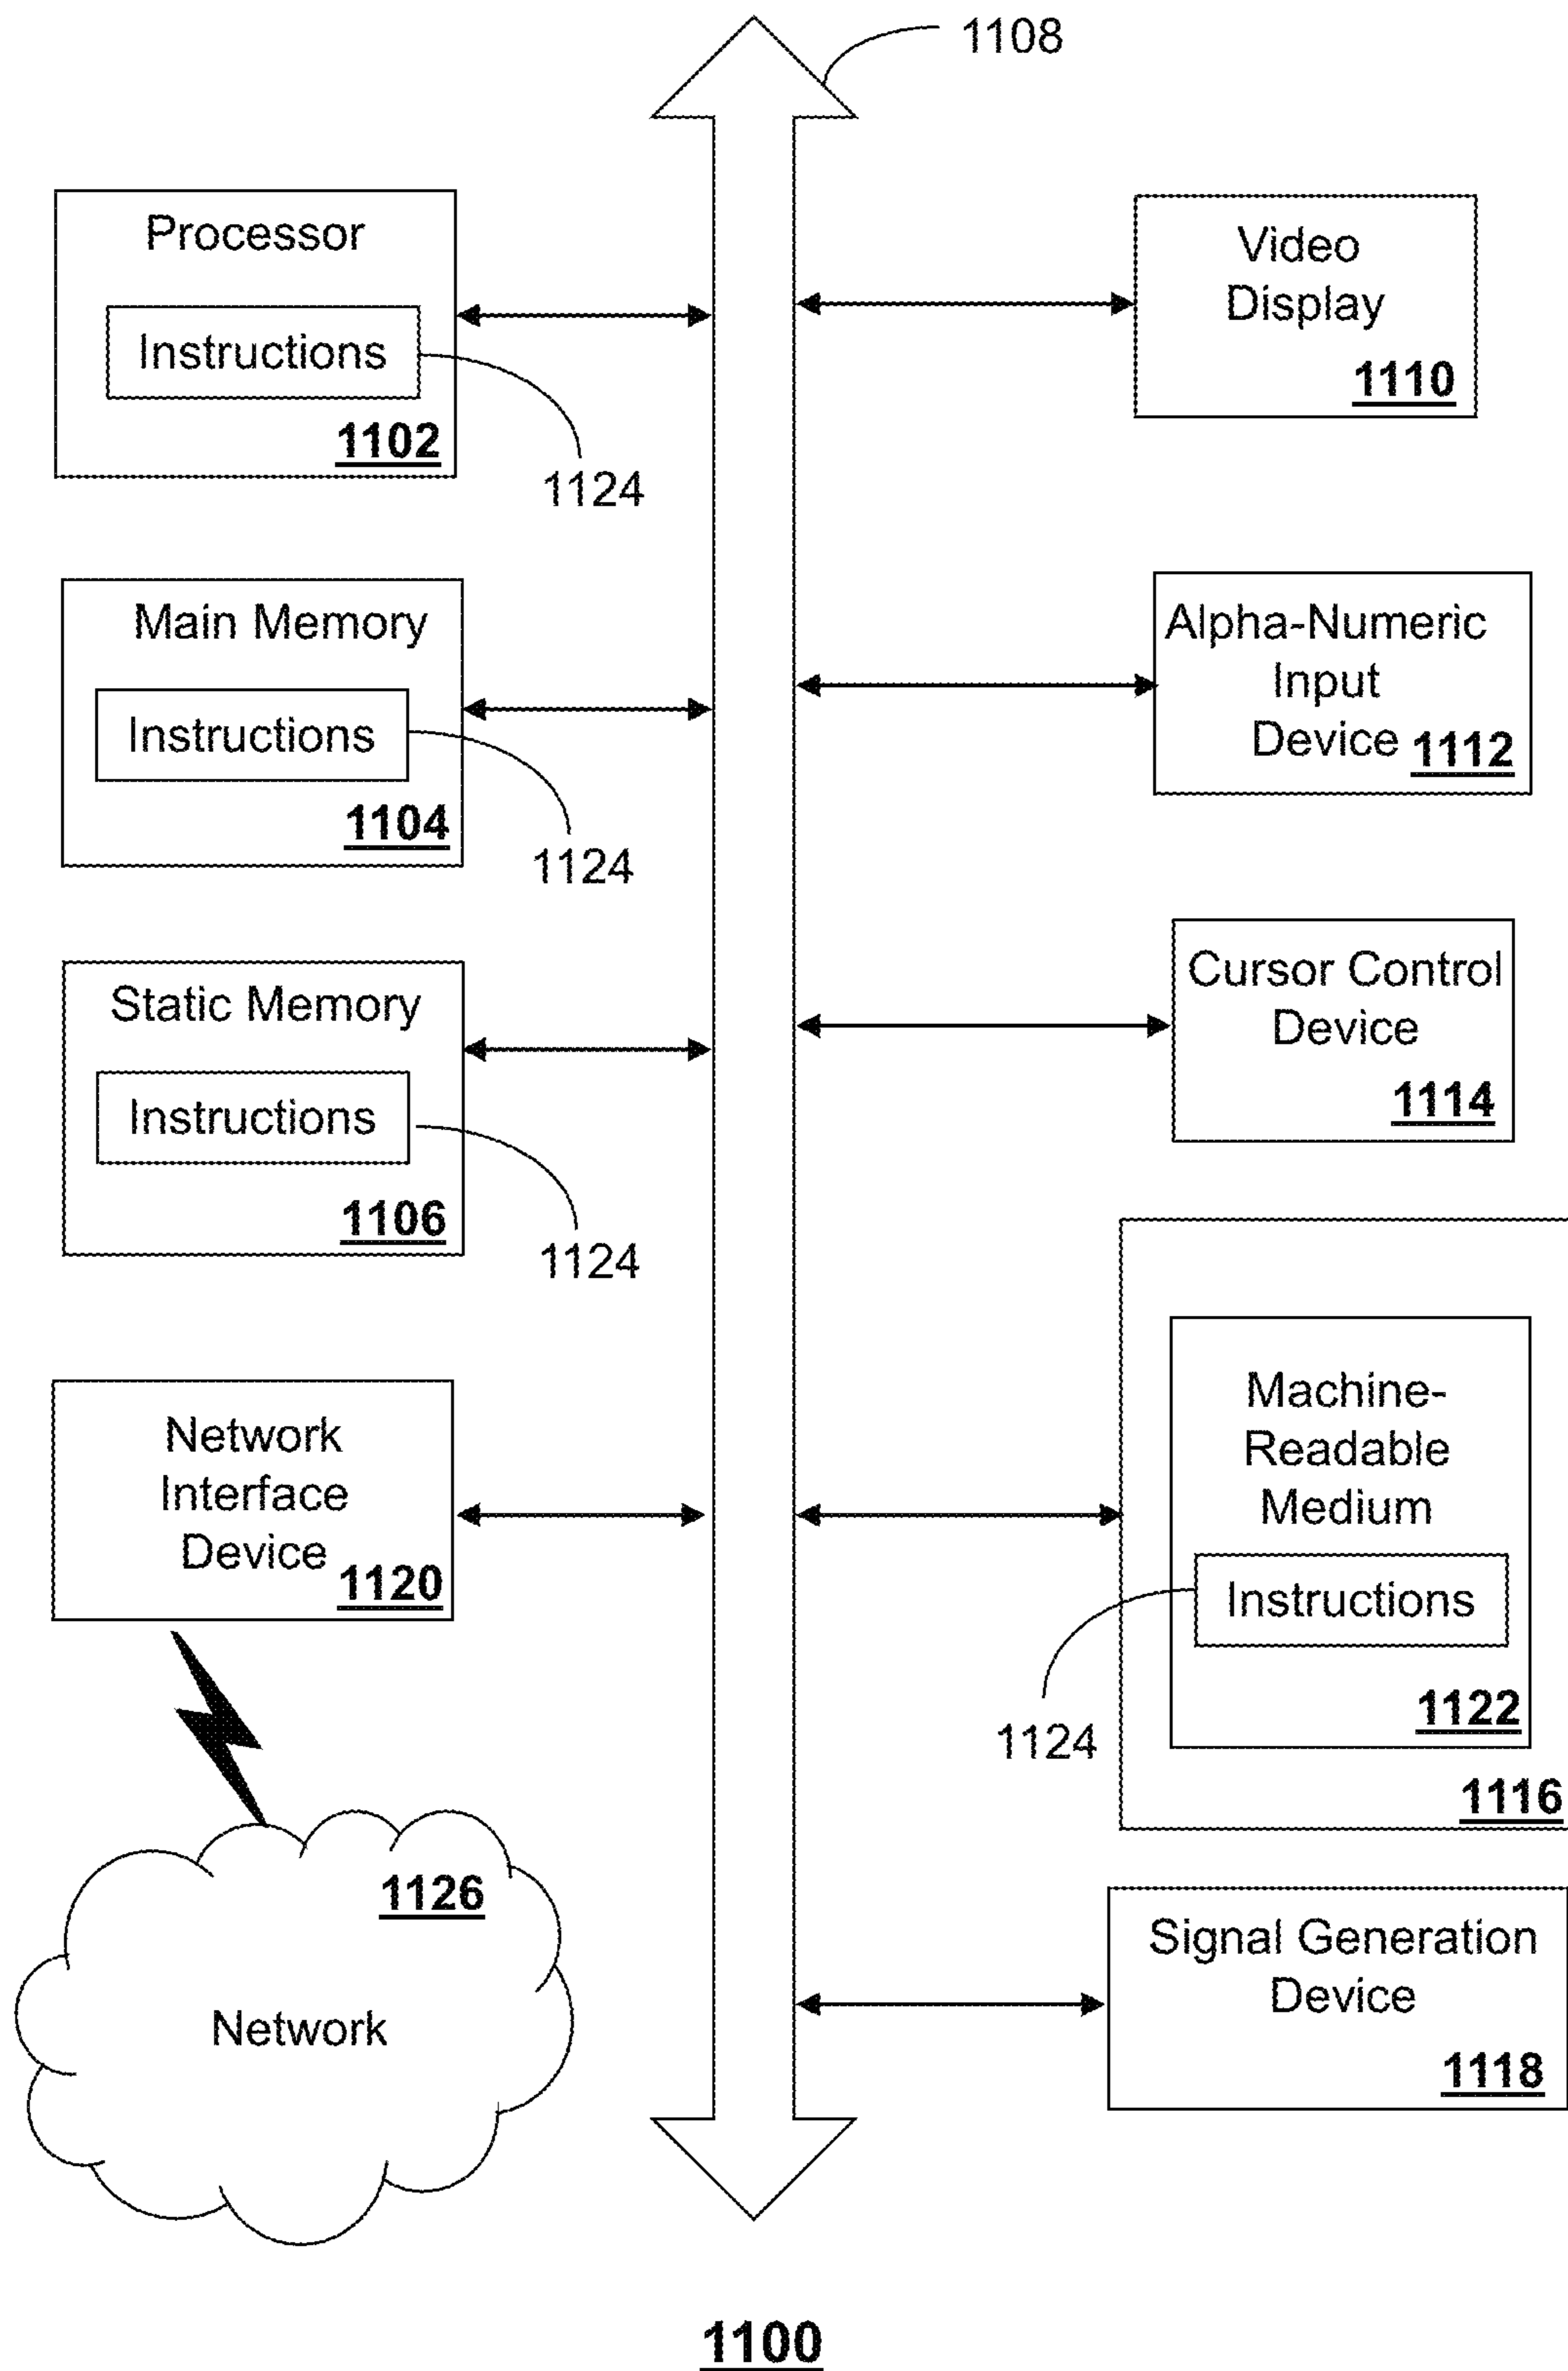 1108
Processor
Instructions
1102
1124
Video
Display
1110
Main Memory
Instructions
1104
1124
Alpha-Numeric
Input
Device 1112
Static Memory
Instructions
1106
1124
Cursor Control
Device
1114
Network
Interface
Device 1120
Machine-
Readable
Medium
Instructions
1122
1124
1116
1126
Network
Signal Generation
Device
1118
1100